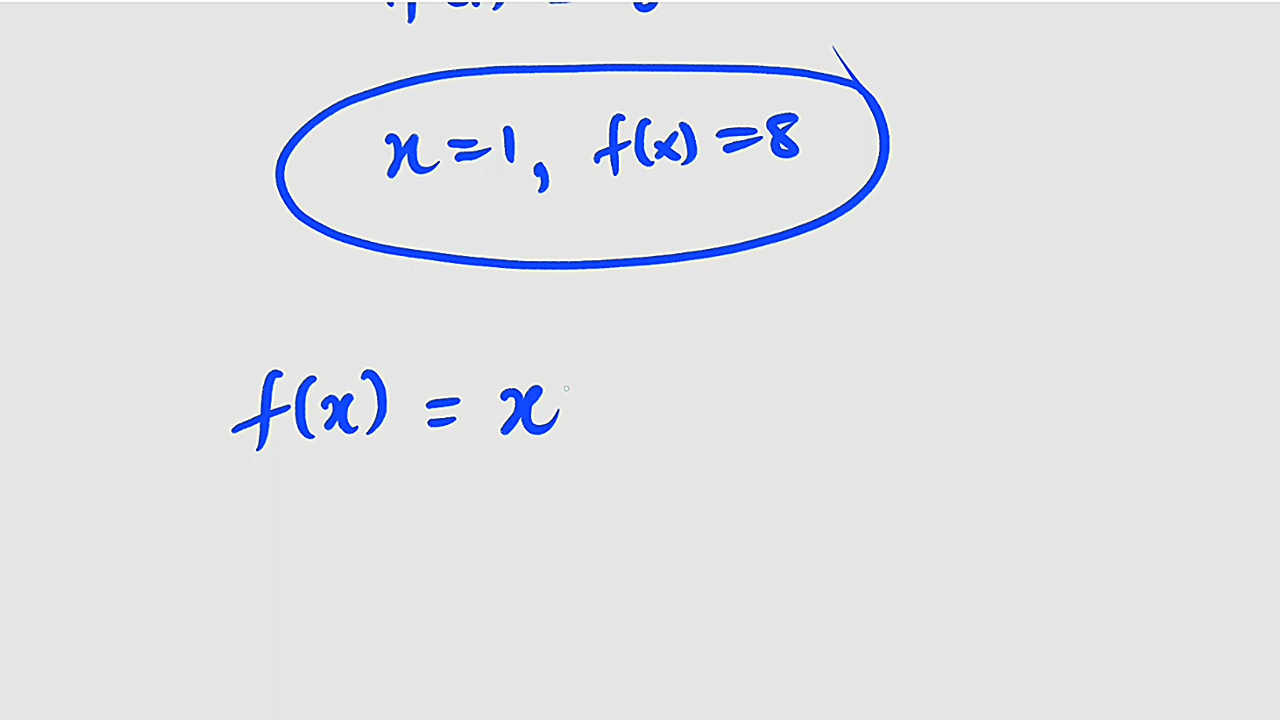 x = 1, f(x) = 8
f(x) = x